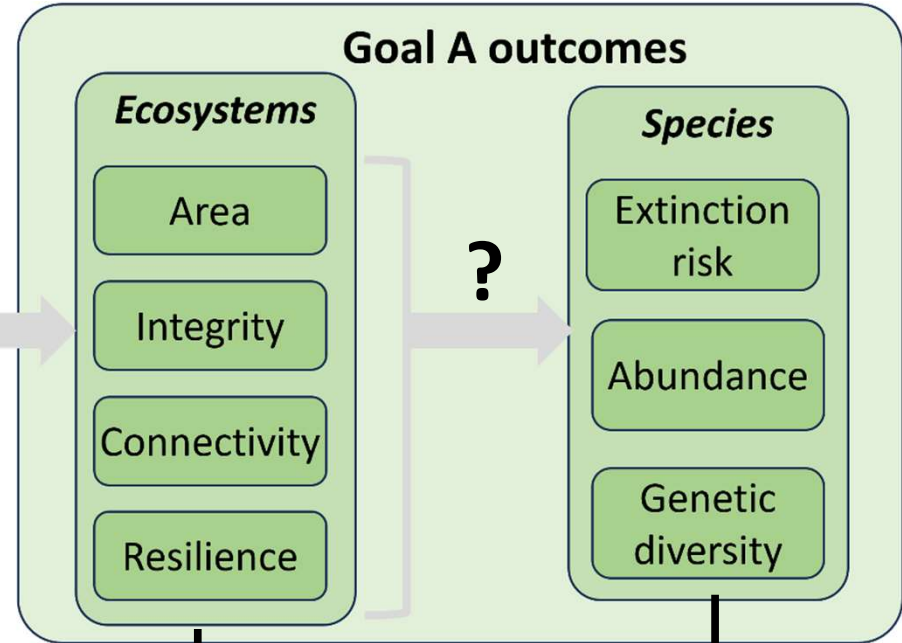 Goal A outcomes
Ecosystems
Area
Integrity
Connectivity
Resilience
?
Species
Extinction
risk
Abundance
Genetic
diversity